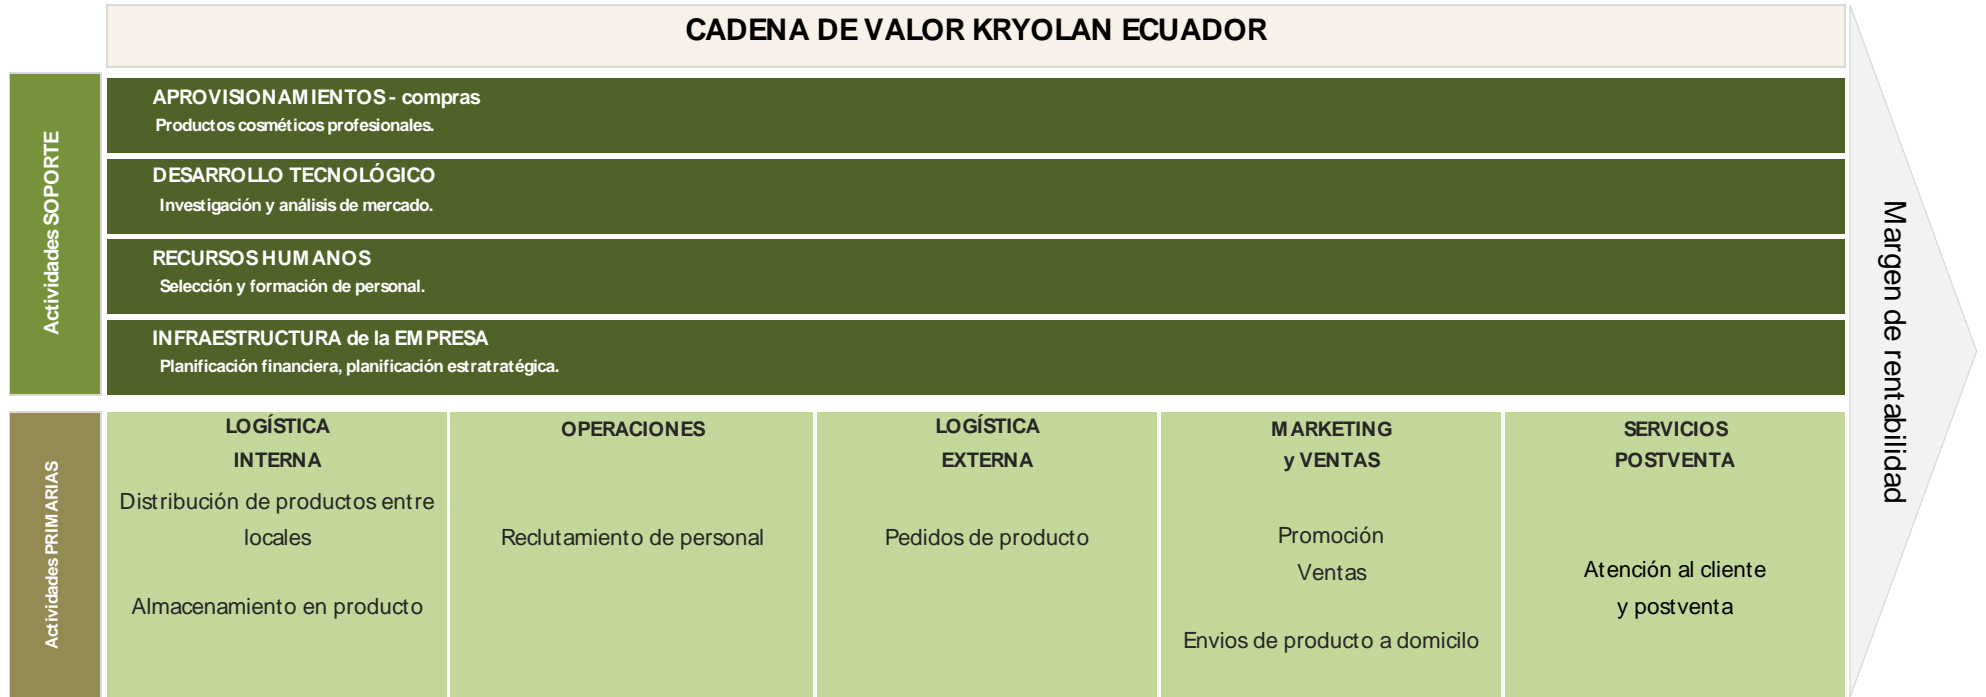 CADENA DE VALOR KRYOLAN ECUADOR
Actividades SOPORTE
APROVISIONAMIENTOS - compras
Productos cosméticos profesionales.
DESARROLLO TECNOLÓGICO
Investigación y análisis de mercado.
RECURSOS HUMANOS
Selección y formación de personal.
INFRAESTRUCTURA de la EMPRESA
Planificación financiera, planificación estratratégica.
Actividades PRIMARIAS
LOGÍSTICA
INTERNA
Distribución de productos entre
locales
Almacenamiento en producto
OPERACIONES
Reclutamiento de personal
LOGÍSTICA
EXTERNA
Pedidos de producto
MARKETING
y VENTAS
Promoción
Ventas
Envios de producto a domicilo
SERVICIOS
POSTVENTA
Atención al cliente
y postventa
Margen de rentabilidad